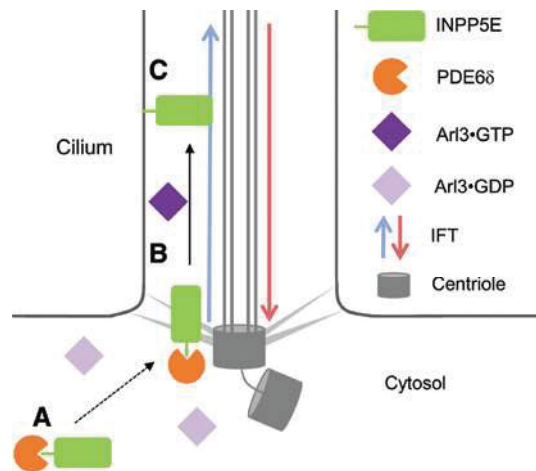 INPP5E
C
PDE6δ
Cilium
Arl3•GTP
Arl3•GDP
B
IFT
Centriole
Cytosol
A